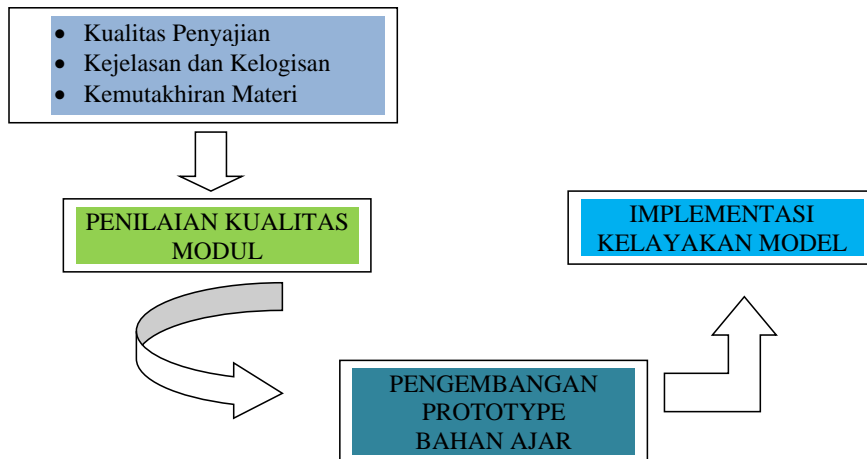 • Kualitas Penyajian
• Kejelasan dan Kelogisan
• Kemutakhiran Materi
PENILAIAN KUALITAS
MODUL
IMPLEMENTASI
KELAYAKAN MODEL
PENGEMBANGAN
PROTOTYPE
BAHAN AJAR